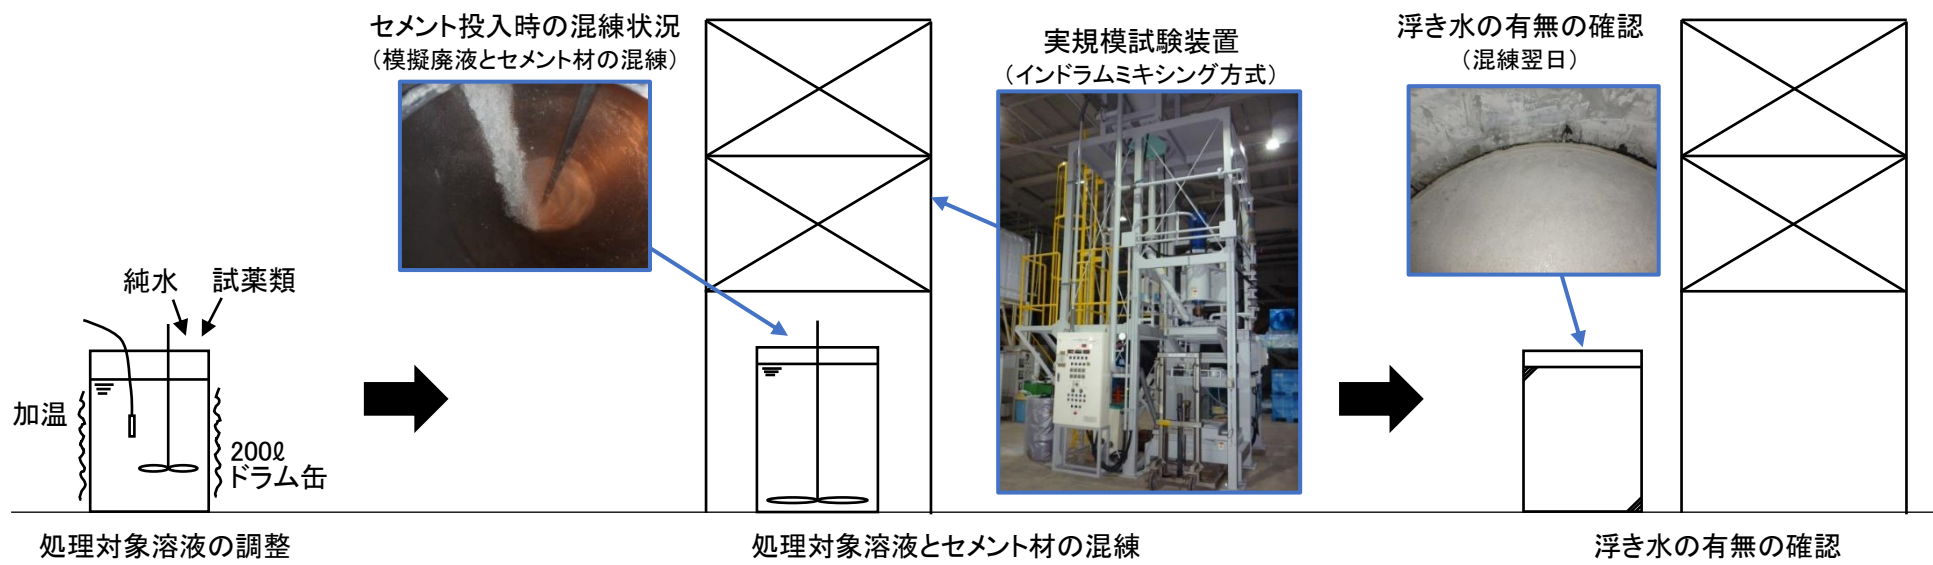 セメント投入時の混練状況
（模擬廃液とセメント材の混練）
実規模試験装置
（インドラムミキシング方式）
浮き水の有無の確認
（混練翌日）
純水
試薬類
加温
200ℓ
ドラム缶
処理対象溶液の調整
処理対象溶液とセメント材の混練
浮き水の有無の確認